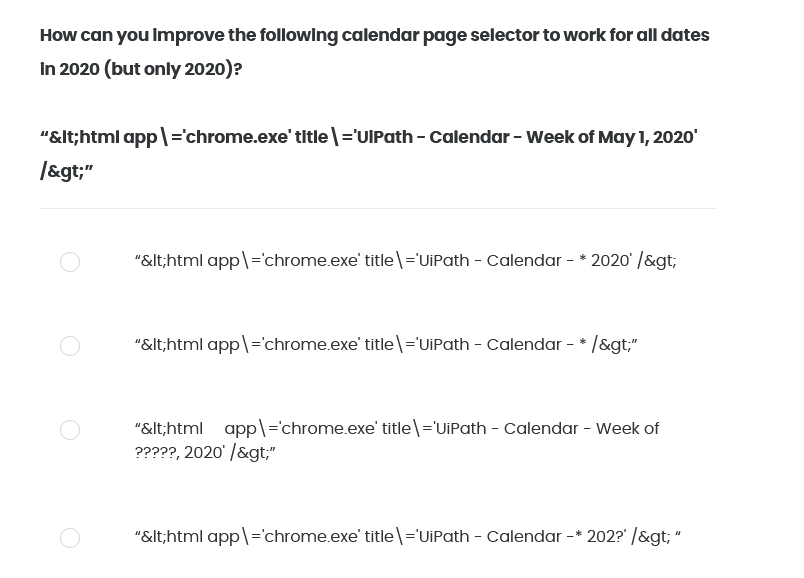 How can you improve the following calendar page selector to work for all dates
in 2020 (but only 2020)?
“&lt;html app\='chrome.exe' title\='UiPath - Calendar - Week of May 1, 2020'
/&gt;”
“&lt;html app\='chrome.exe' title\='UiPath - Calendar - * 2020' /&gt;
“&lt;html app\='chrome.exe' title\='UiPath - Calendar - * /&gt;”
“&lt;html app\='chrome.exe' title\='UiPath - Calendar - Week of
?????, 2020' /&gt;”
“&lt;html app\='chrome.exe' title\='UiPath - Calendar -* 202?' /&gt; “